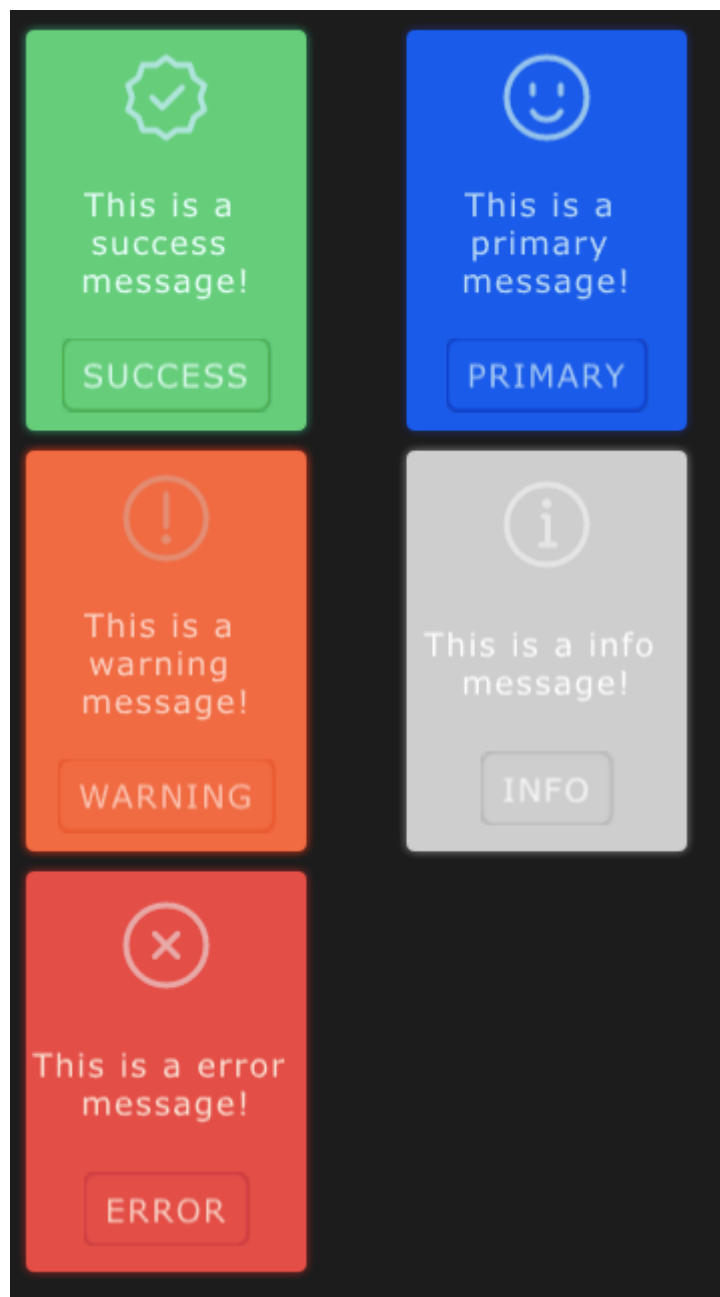 This is a
success
message!
SUCCESS
This is a
primary
message!
PRIMARY
This is a
warning
message!
WARNING
This is a info
message!
INFO
This is a error
message!
ERROR